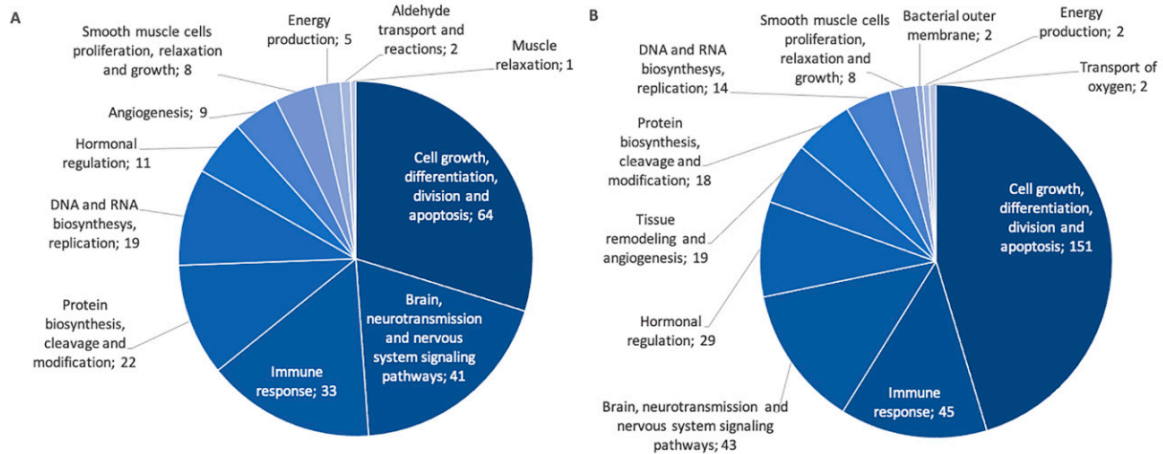 A
Smooth muscle cells
proliferation, relaxation
and growth; 8
Energy
production; 5
Aldehyde
transport and
reactions; 2
Muscle
relaxation; 1
Angiogenesis; 9
Hormonal
regulation; 11
DNA and RNA
biosynthesys,
replication; 19
Protein
biosynthesis,
cleavage and
modification; 22
Immune
response; 33
Brain,
neurotransmission
and nervous
system signaling
pathways; 41
Cell growth,
differentiation,
division and
apoptosis; 64
B
DNA and RNA
biosynthesys,
replication; 14
Smooth muscle cells
proliferation,
relaxation and
growth; 8
Bacterial outer
membrane; 2
Energy
production; 2
Transport of
oxygen; 2
Protein
biosynthesis,
cleavage and
modification; 18
Tissue
remodeling and
angiogenesis; 19
Hormonal
regulation; 29
Brain, neurotransmission and
nervous system signaling
pathways; 43
Immune
response; 45
Cell growth,
differentiation,
division and
apoptosis; 151